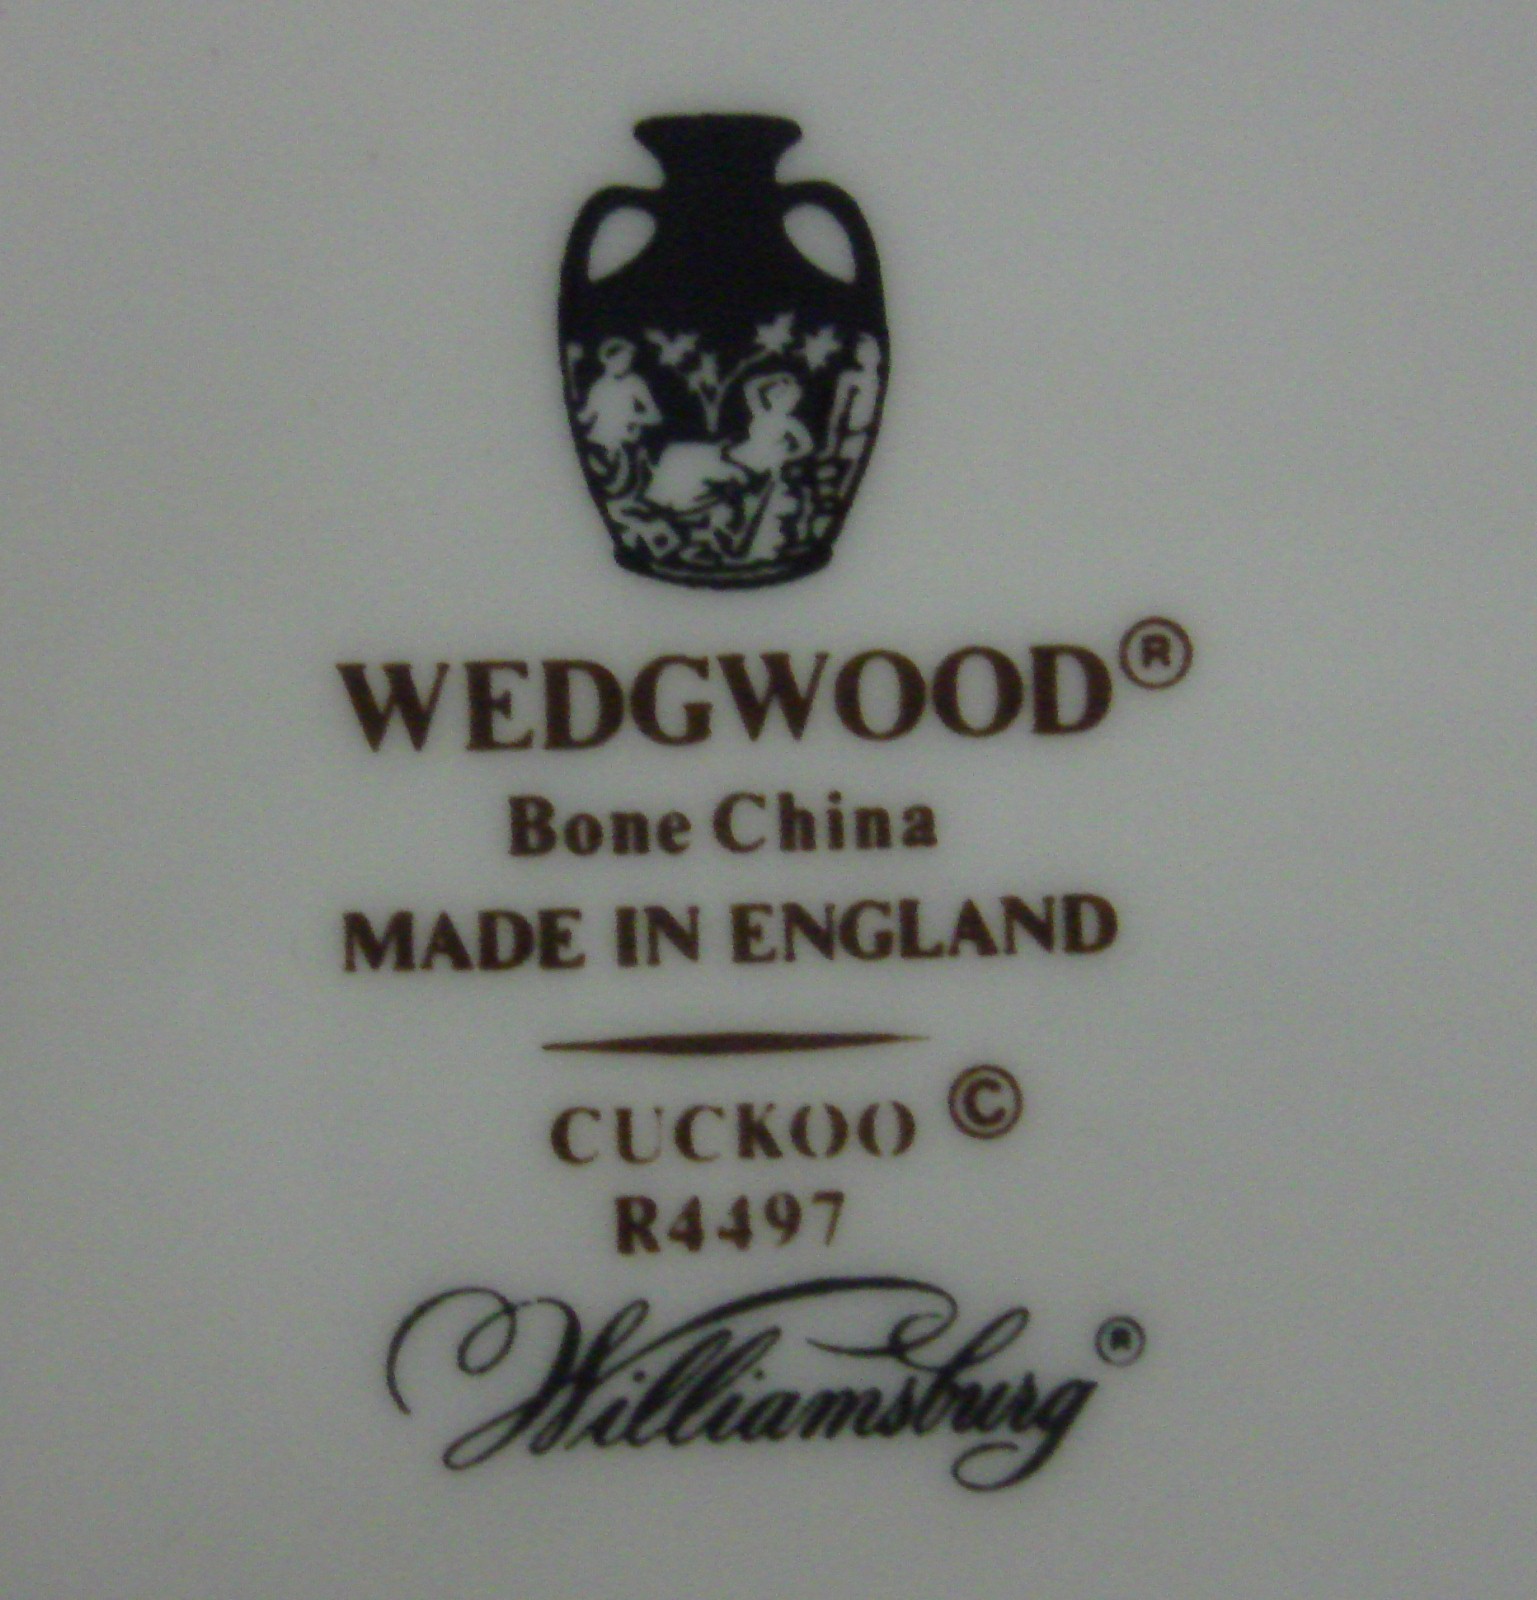 WEDGWOOD®
Bone China
MADE IN ENGLAND
CUCKOO ©
R4497
Williamsburg®